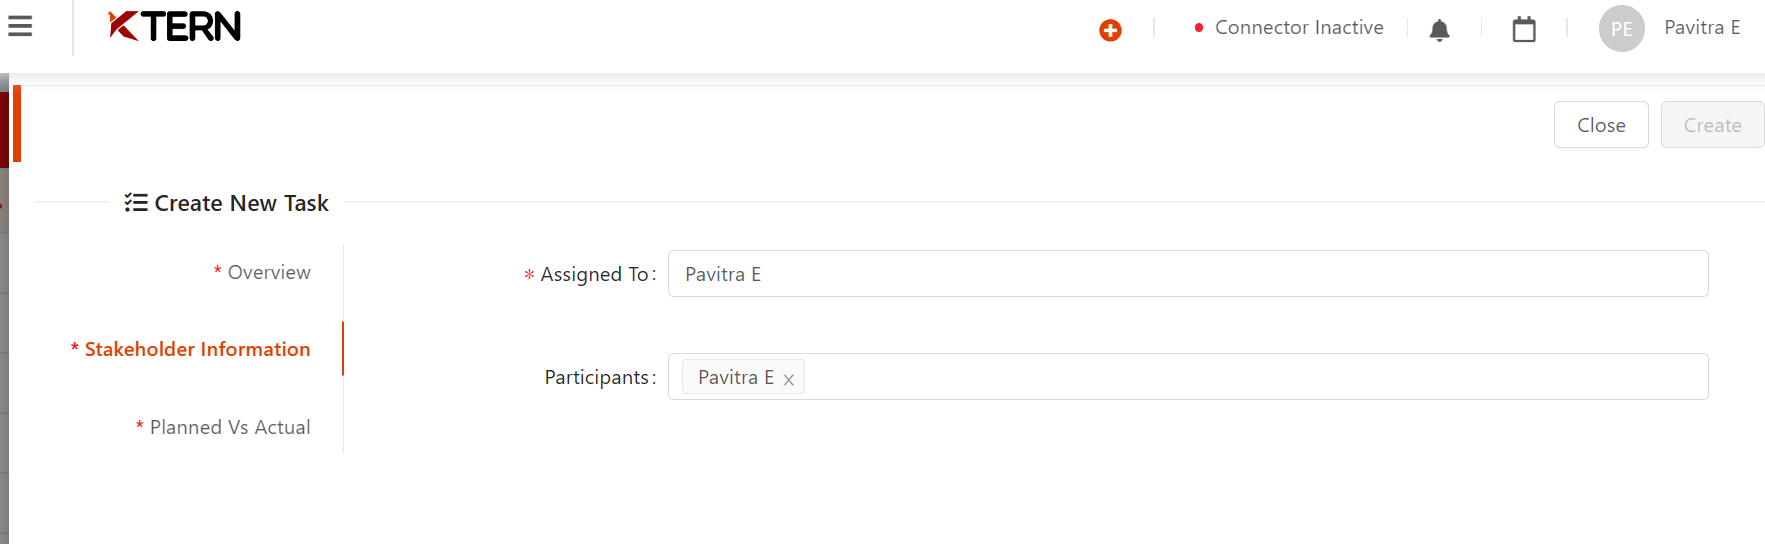 KTERN
Connector Inactive
PE
Pavitra E
Close
Create
Create New Task
* Overview
* Stakeholder Information
* Planned Vs Actual
* Assigned To: Pavitra E
Participants: Pavitra E x